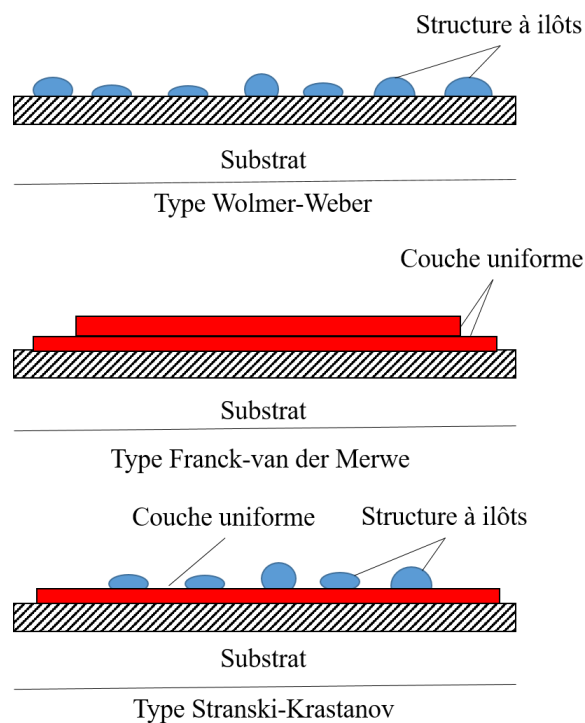 Structure à ilôts
Substrat
Type Wolmer-Weber
Couche uniforme
Substrat
Type Franck-van der Merwe
Couche uniforme
Structure à ilôts
Substrat
Type Stranski-Krastanov